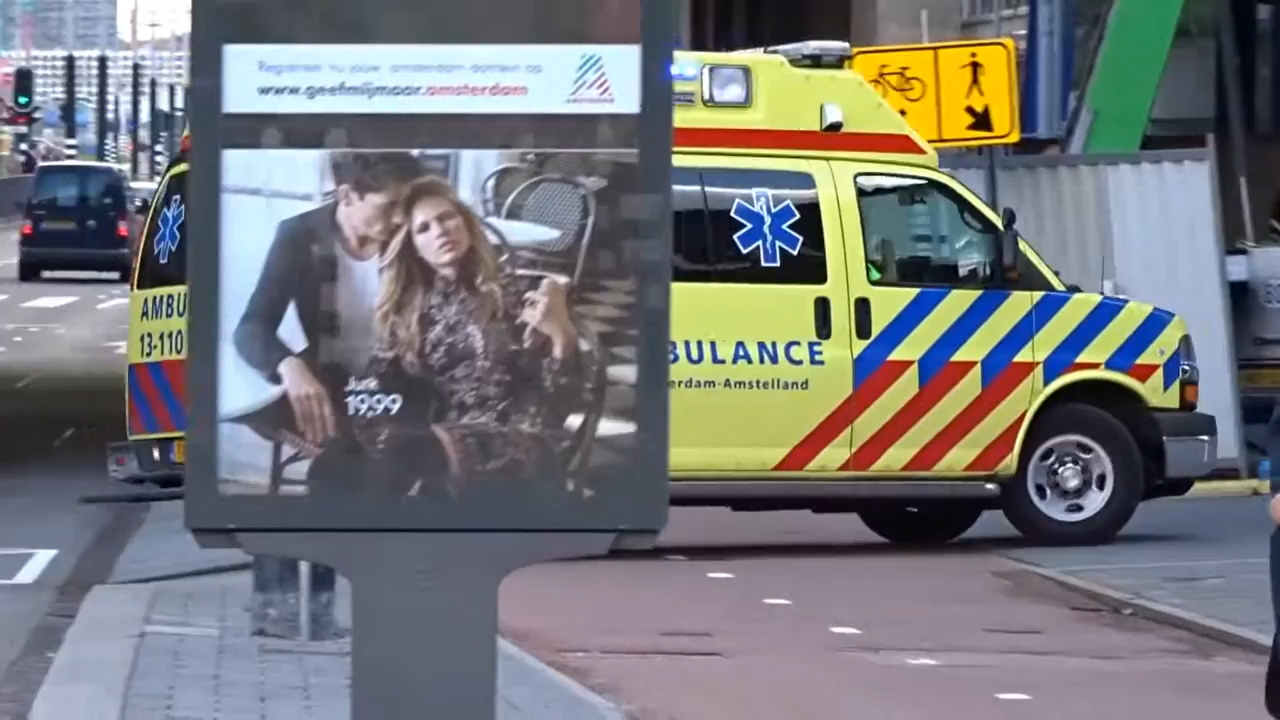 Registreer nu jouw .amsterdam domein op
www.geefmijmaar.amsterdam
Jurk
19,99
AMBU
13-110
BULANCE
erdam-Amstelland